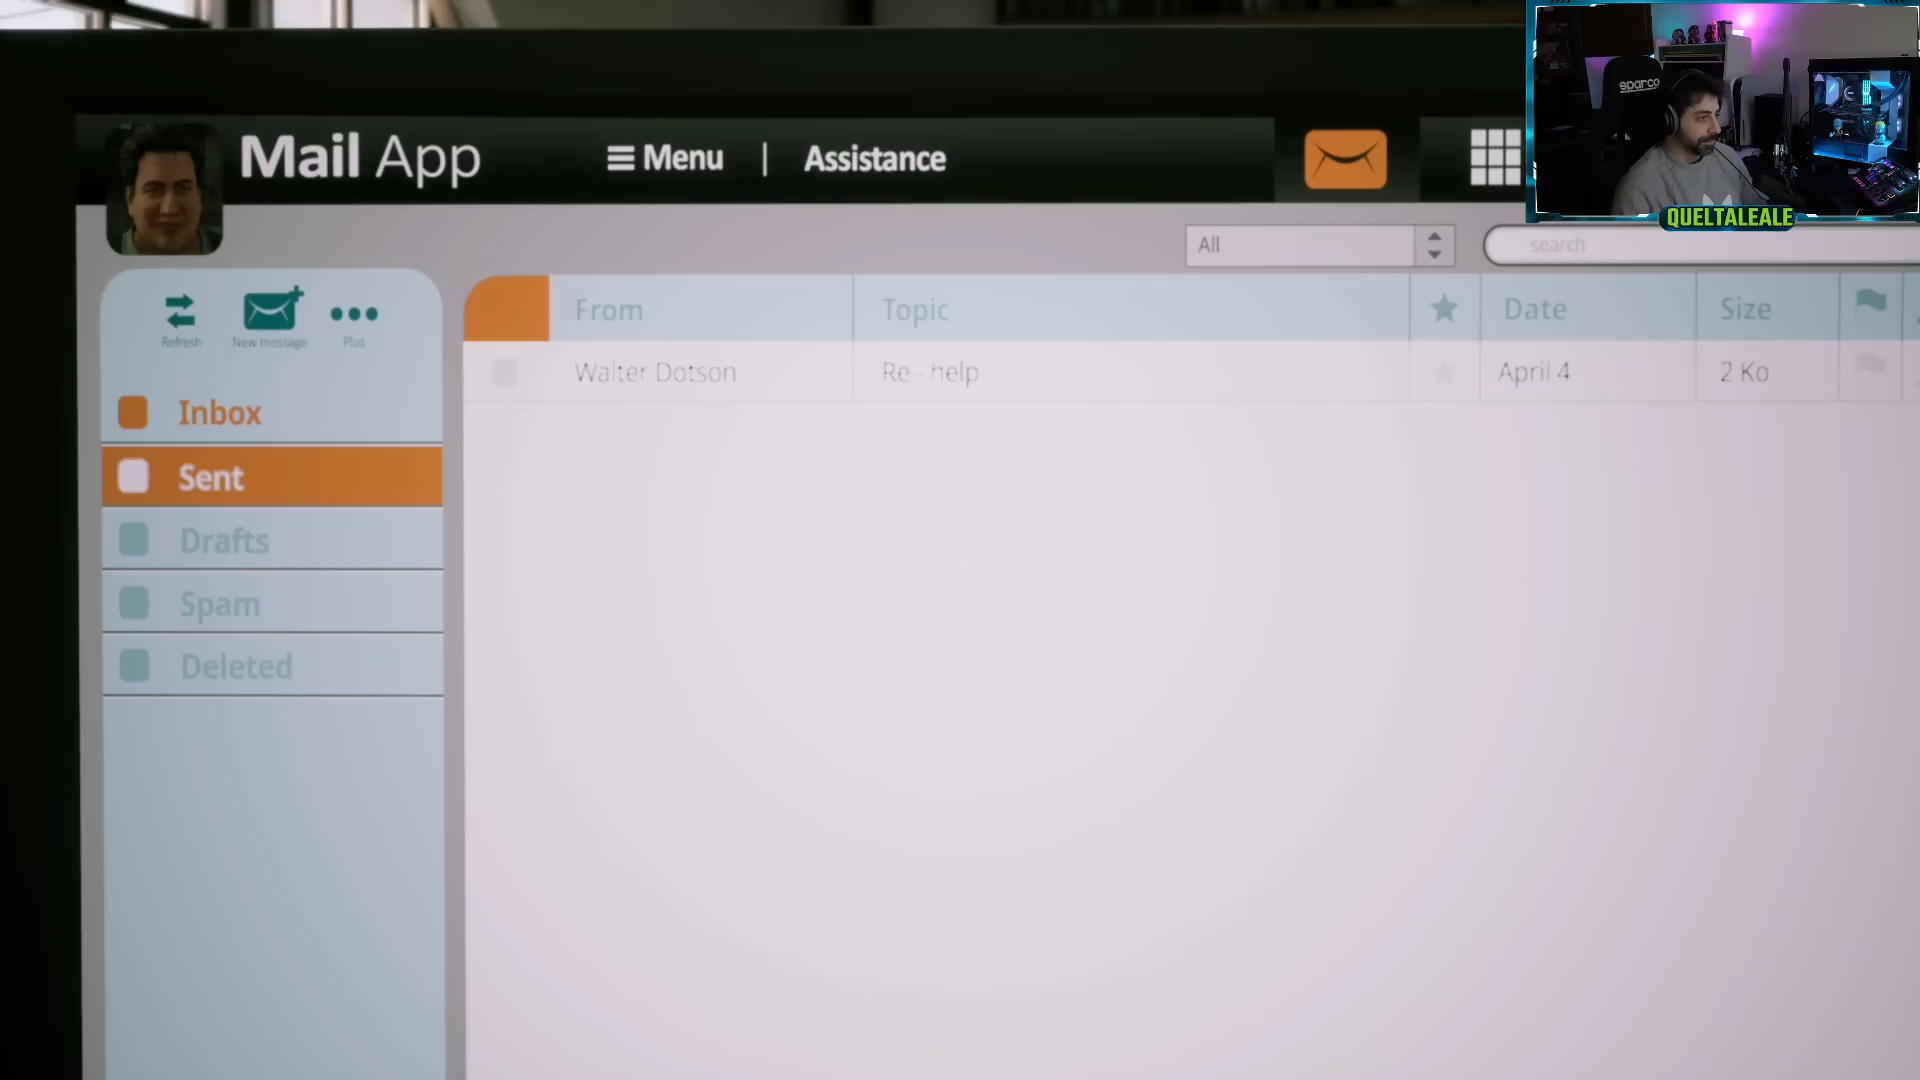 sparco
QUELTALEALE
Mail App
Menu | Assistance
All
search
Refresh
New message
Plus
From
Topic
Date
Size
Walter Dotson
Re - help
April 4
2 Ko
Inbox
Sent
Drafts
Spam
Deleted